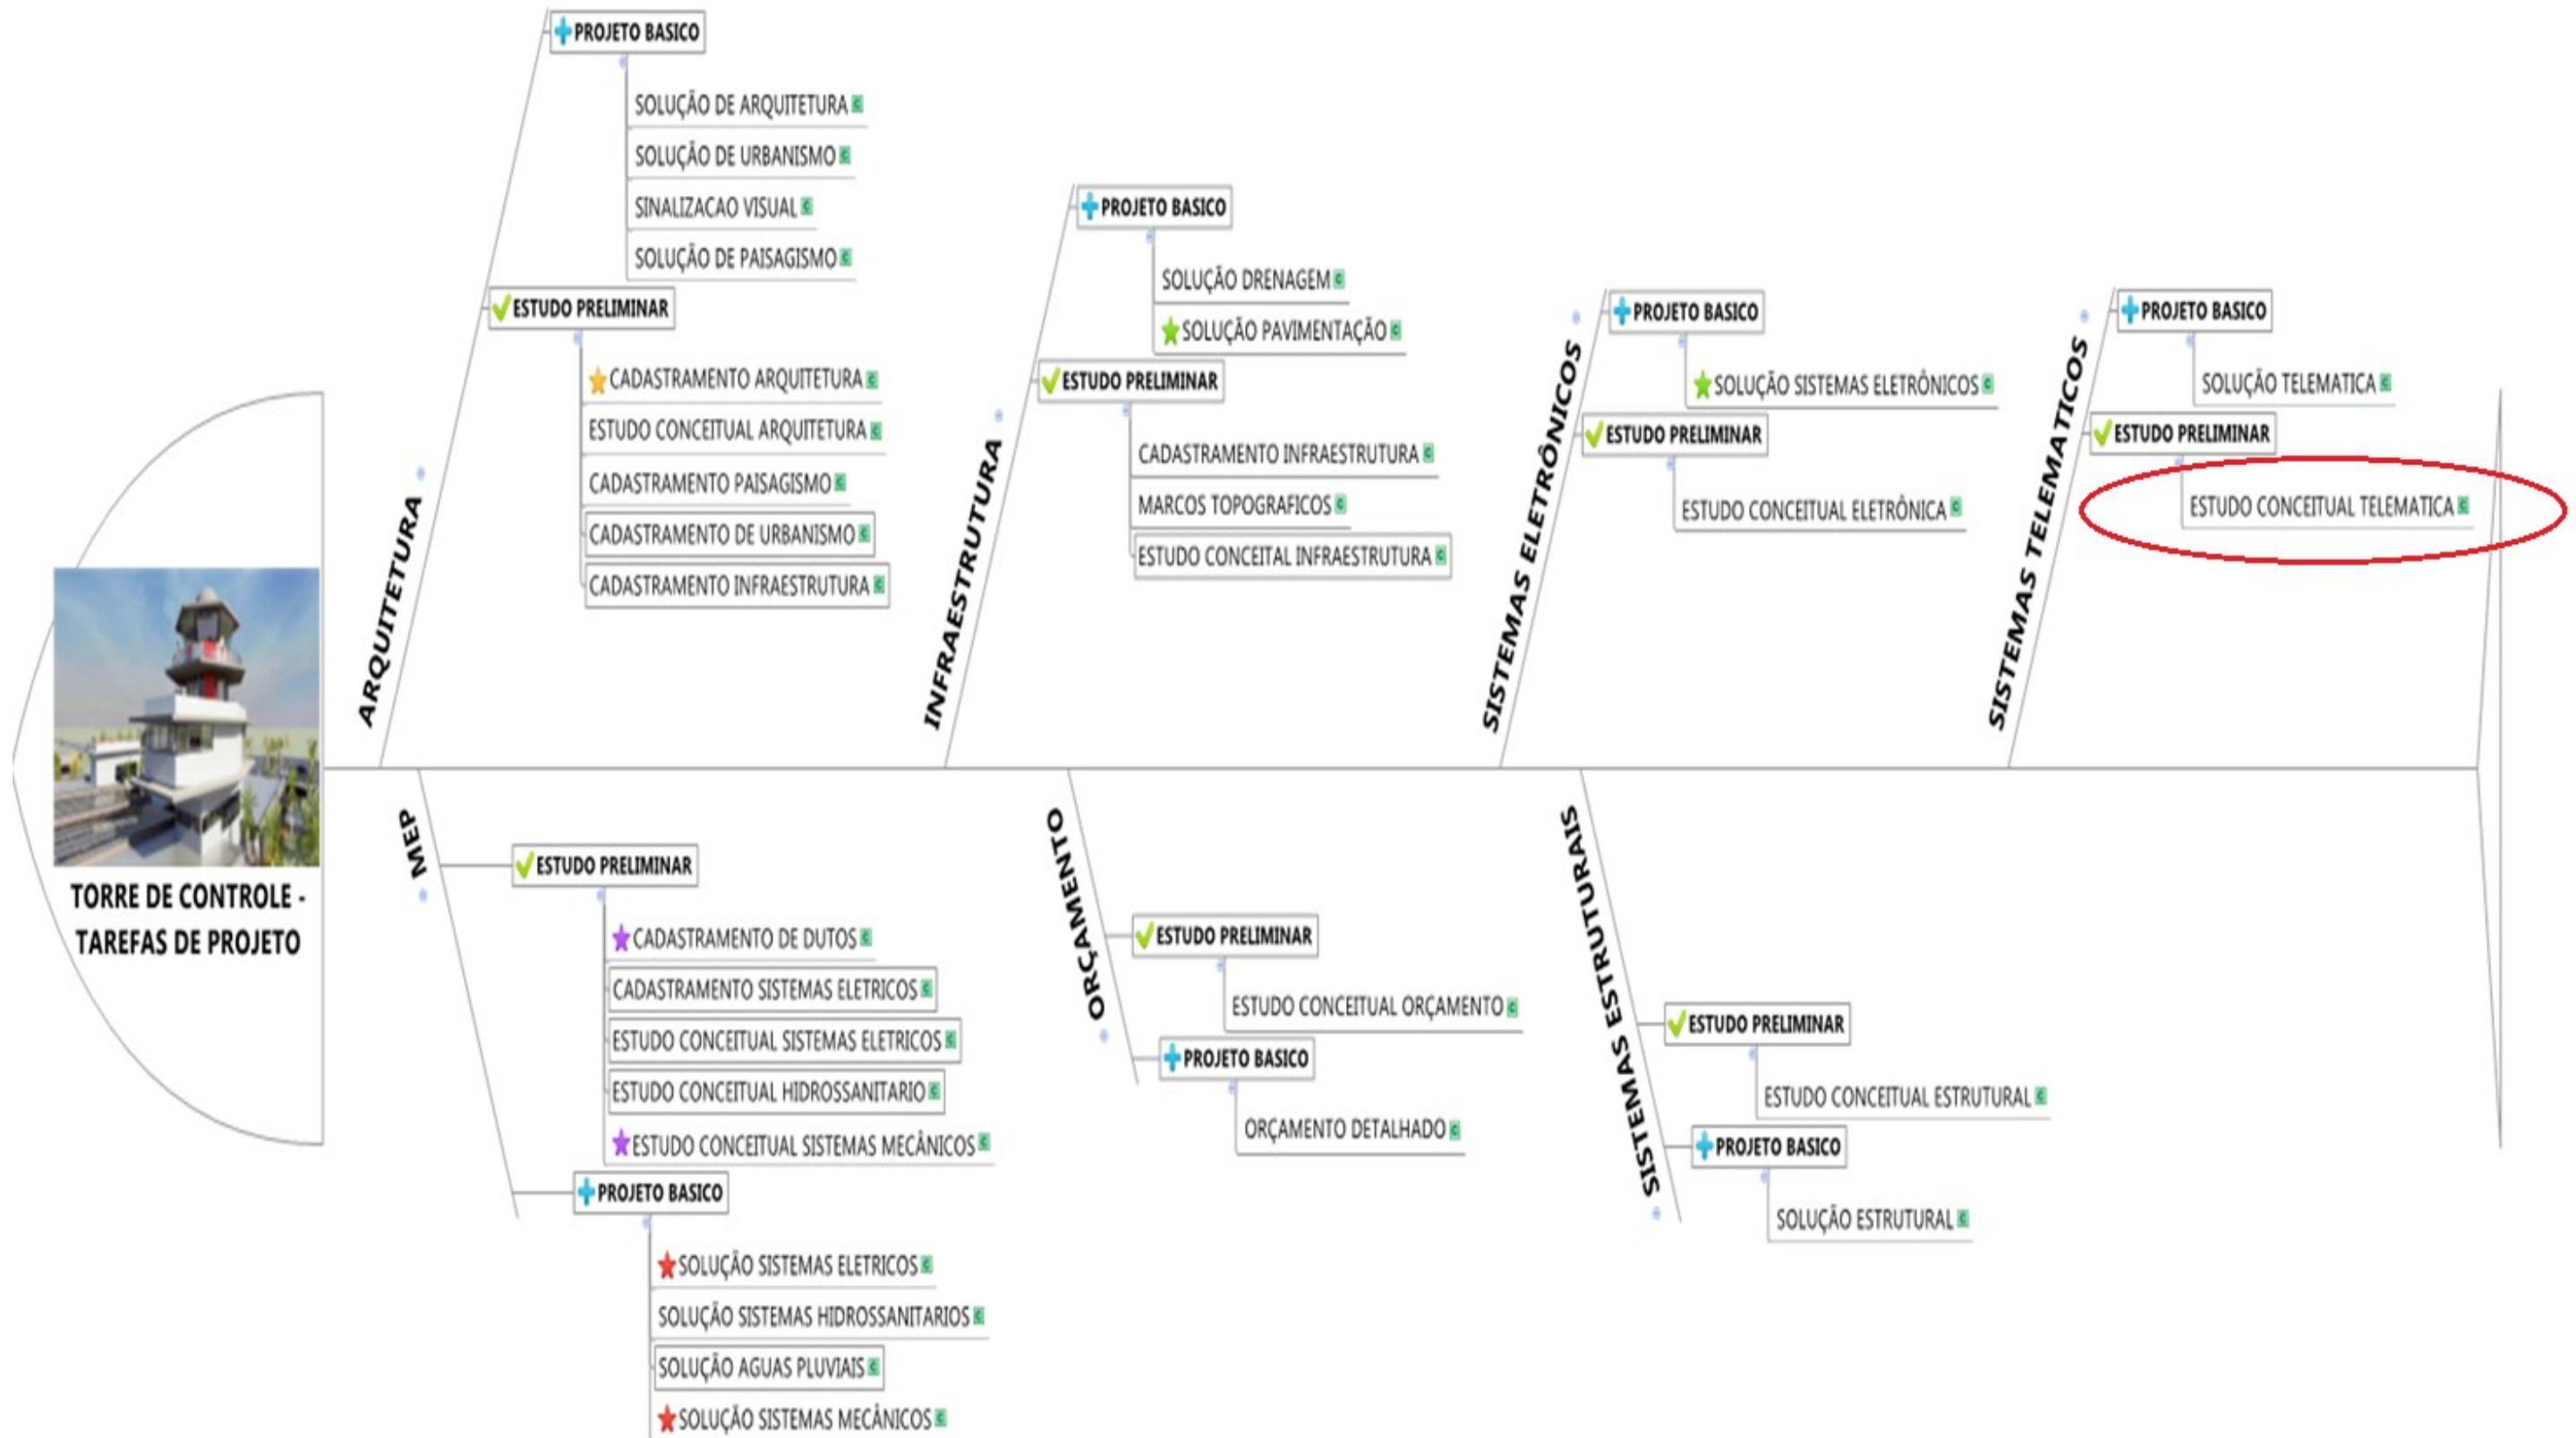 TORRE DE CONTROLE -
TAREFAS DE PROJETO
ARQUITETURA
PROJETO BASICO
SOLUÇÃO DE ARQUITETURA
SOLUÇÃO DE URBANISMO
SINALIZACAO VISUAL
SOLUÇÃO DE PAISAGISMO
ESTUDO PRELIMINAR
CADASTRAMENTO ARQUITETURA
ESTUDO CONCEITUAL ARQUITETURA
CADASTRAMENTO PAISAGISMO
CADASTRAMENTO DE URBANISMO
CADASTRAMENTO INFRAESTRUTURA
INFRAESTRUTURA
PROJETO BASICO
SOLUÇÃO DRENAGEM
SOLUÇÃO PAVIMENTAÇÃO
ESTUDO PRELIMINAR
CADASTRAMENTO INFRAESTRUTURA
MARCOS TOPOGRAFICOS
ESTUDO CONCEITAL INFRAESTRUTURA
SISTEMAS ELETRÔNICOS
PROJETO BASICO
SOLUÇÃO SISTEMAS ELETRÔNICOS
ESTUDO PRELIMINAR
ESTUDO CONCEITUAL ELETRÔNICA
SISTEMAS TELEMATICOS
PROJETO BASICO
SOLUÇÃO TELEMATICA
ESTUDO PRELIMINAR
ESTUDO CONCEITUAL TELEMATICA
MEP
ESTUDO PRELIMINAR
CADASTRAMENTO DE DUTOS
CADASTRAMENTO SISTEMAS ELETRICOS
ESTUDO CONCEITUAL SISTEMAS ELETRICOS
ESTUDO CONCEITUAL HIDROSSANITARIO
ESTUDO CONCEITUAL SISTEMAS MECÂNICOS
PROJETO BASICO
SOLUÇÃO SISTEMAS ELETRICOS
SOLUÇÃO SISTEMAS HIDROSSANITARIOS
SOLUÇÃO AGUAS PLUVIAIS
SOLUÇÃO SISTEMAS MECÂNICOS
ORÇAMENTO
ESTUDO PRELIMINAR
ESTUDO CONCEITUAL ORÇAMENTO
PROJETO BASICO
ORÇAMENTO DETALHADO
SISTEMAS ESTRUTURAIS
ESTUDO PRELIMINAR
ESTUDO CONCEITUAL ESTRUTURAL
PROJETO BASICO
SOLUÇÃO ESTRUTURAL